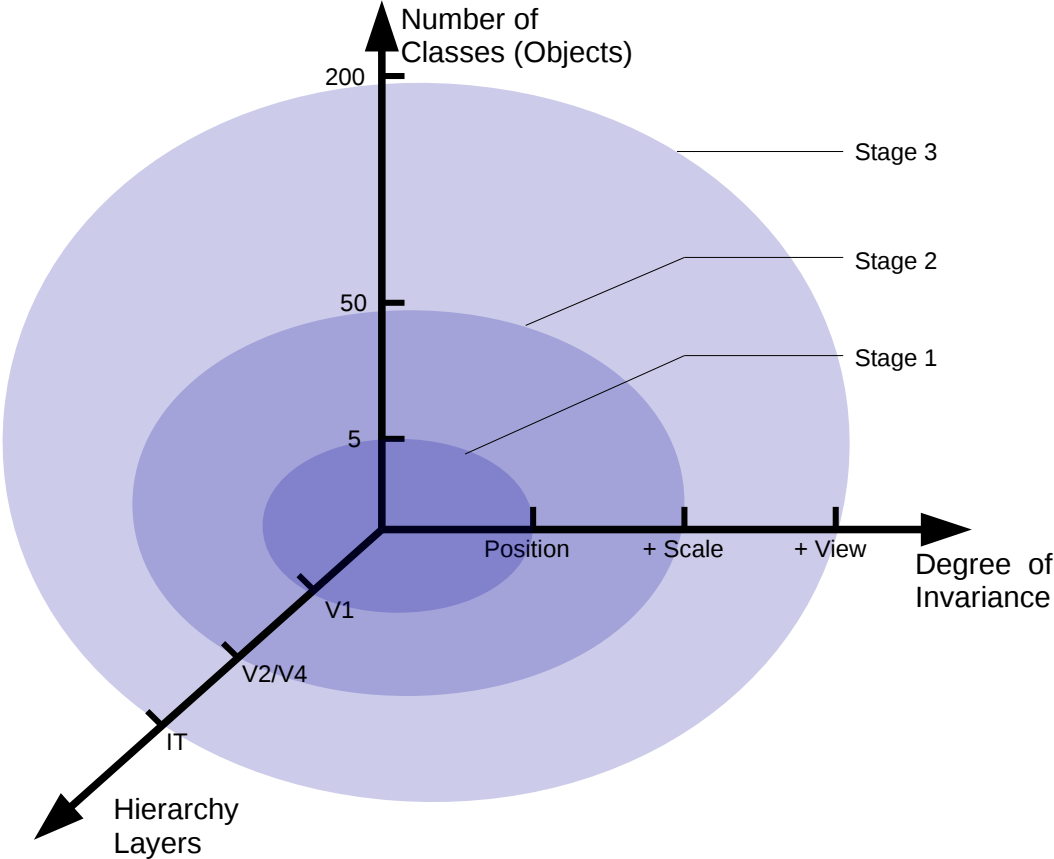 Number of
Classes (Objects)
200
Stage 3
Stage 2
50
Stage 1
5
Position
+ Scale
+ View
Degree of
Invariance
V1
V2/V4
IT
Hierarchy
Layers